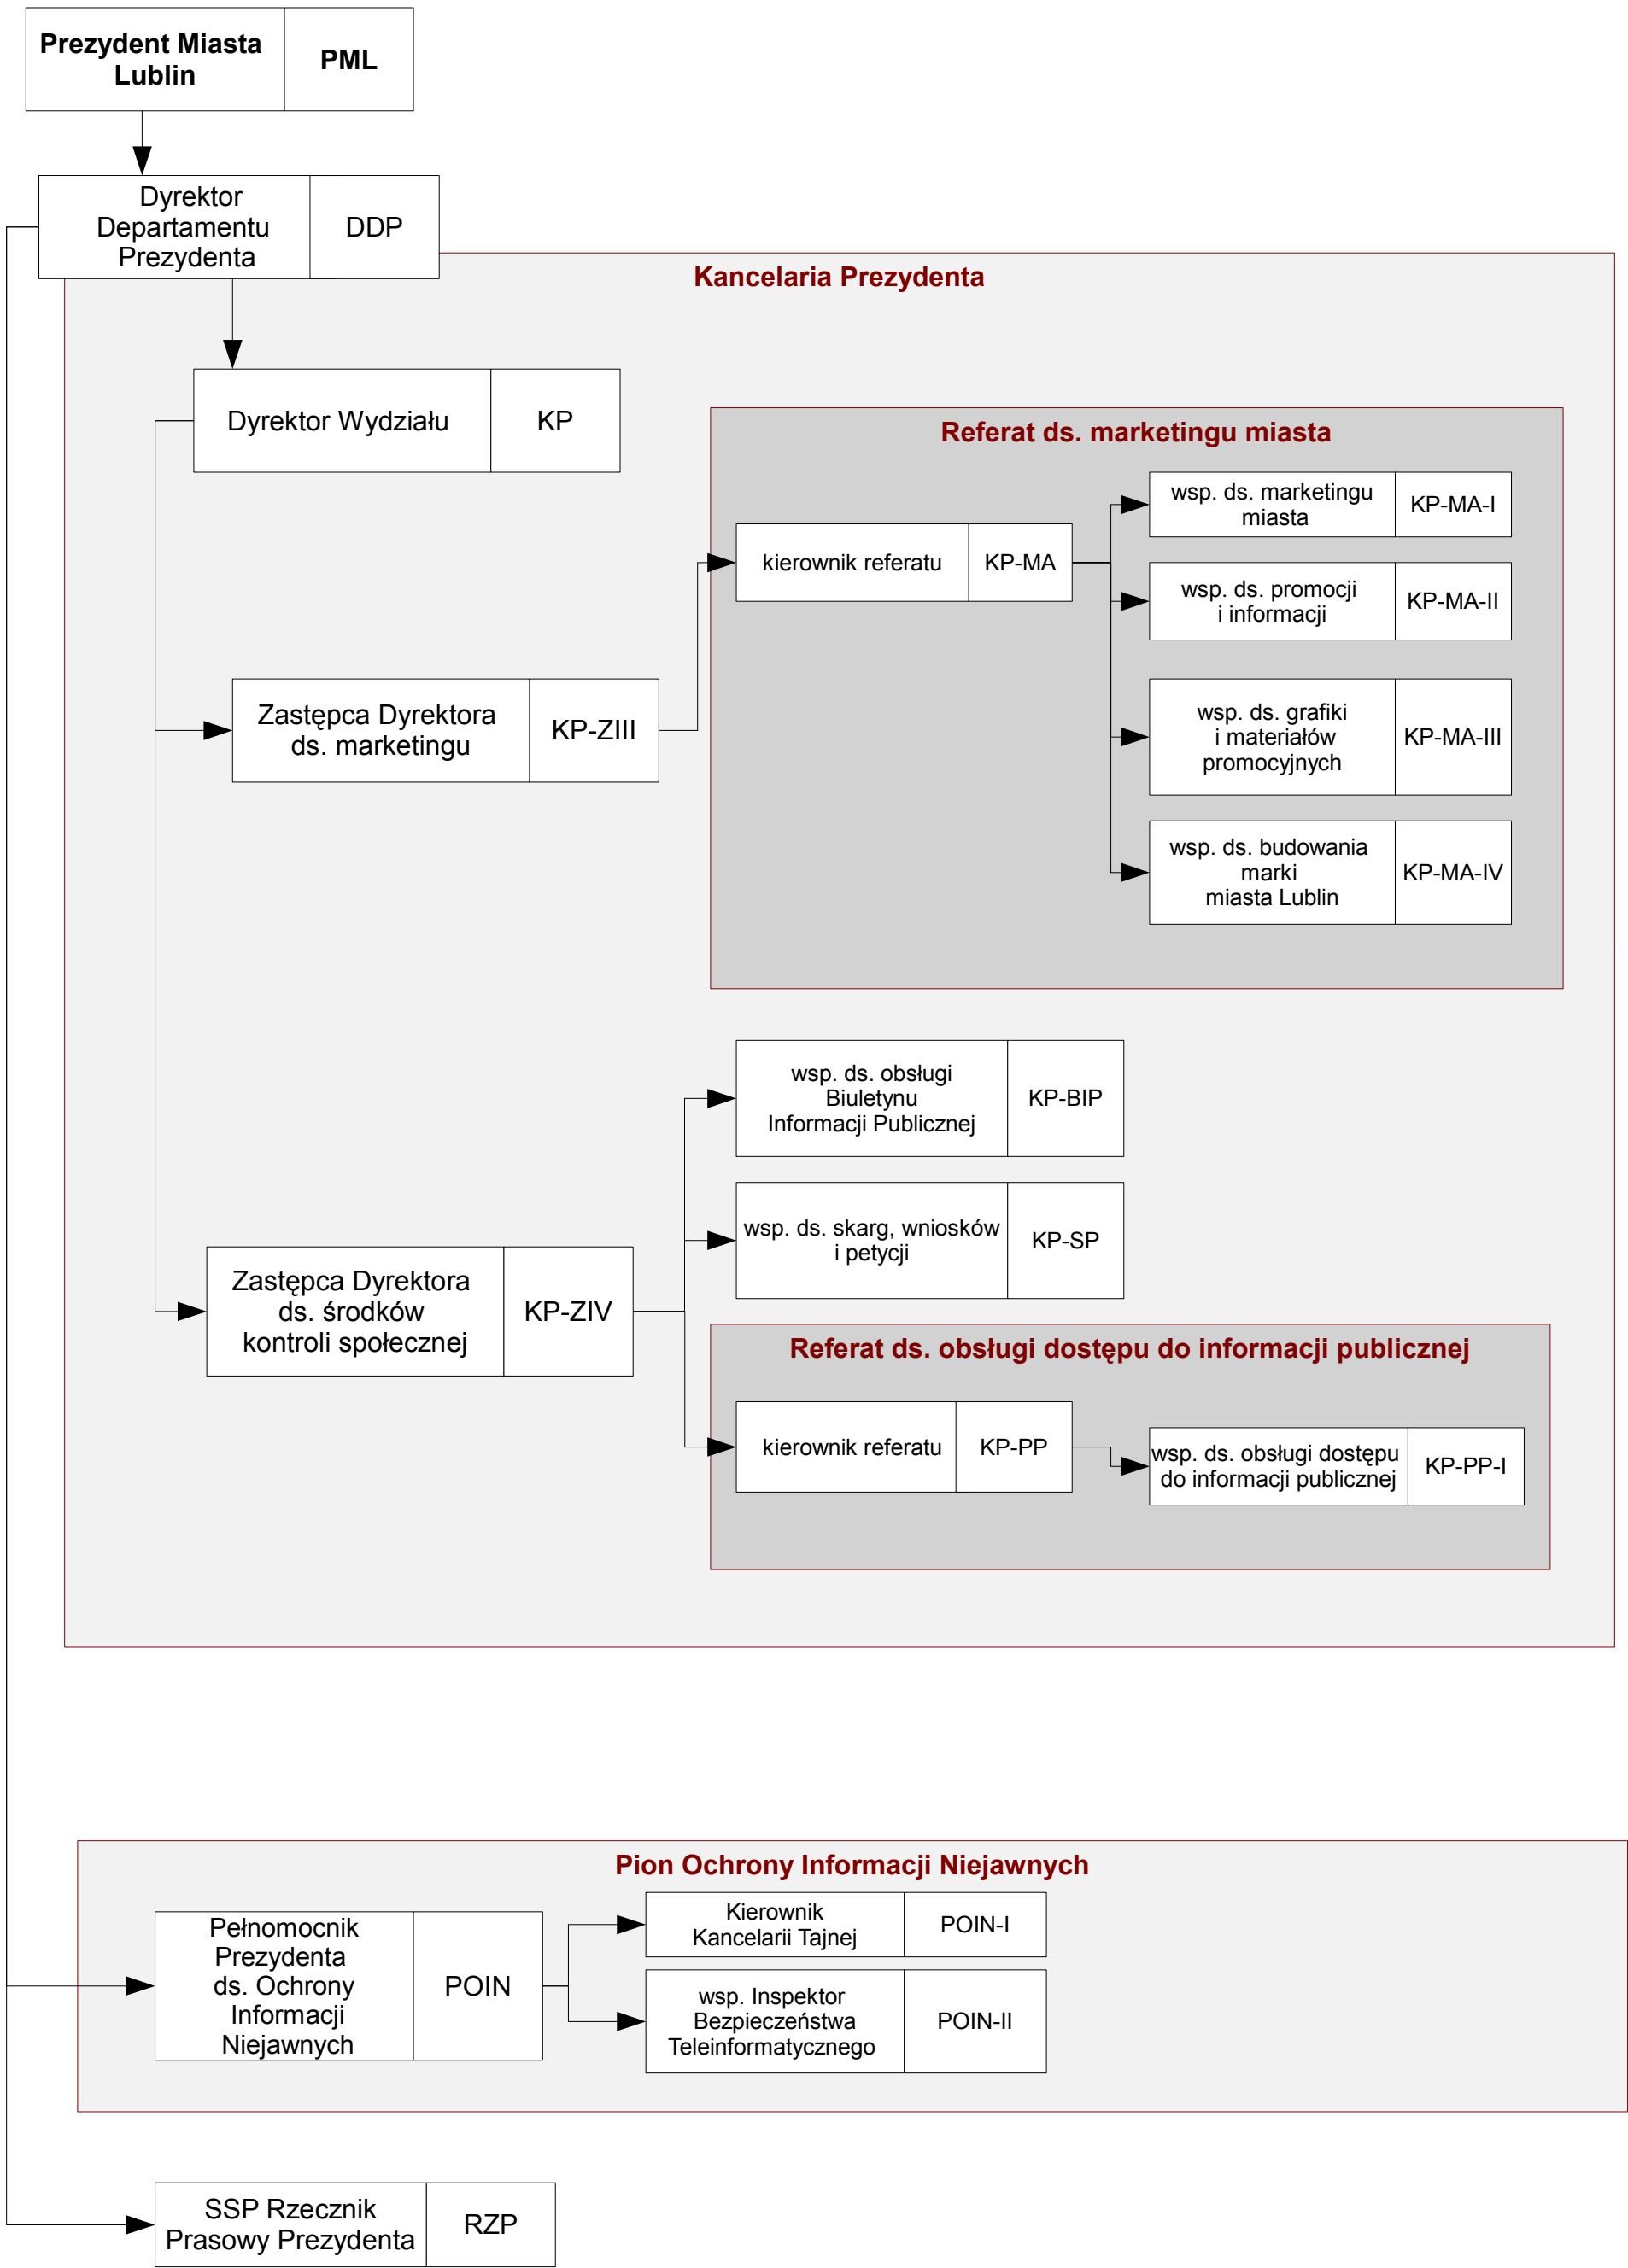 Prezydent Miasta
Lublin
PML
Dyrektor
Departamentu
Prezydenta
DDP
Kancelaria Prezydenta
Dyrektor Wydziału
KP
Referat ds. marketingu miasta
kierownik referatu
KP-MA
wsp. ds. marketingu
miasta
KP-MA-I
wsp. ds. promocji
i informacji
KP-MA-II
Zastępca Dyrektora
ds. marketingu
KP-ZIII
wsp. ds. grafiki
i materiałów
promocyjnych
KP-MA-III
wsp. ds. budowania
marki
miasta Lublin
KP-MA-IV
wsp. ds. obsługi
Biuletynu
Informacji Publicznej
KP-BIP
wsp. ds. skarg, wniosków
i petycji
KP-SP
Zastępca Dyrektora
ds. środków
kontroli społecznej
KP-ZIV
Referat ds. obsługi dostępu do informacji publicznej
kierownik referatu
KP-PP
wsp. ds. obsługi dostępu
do informacji publicznej
KP-PP-I
Pion Ochrony Informacji Niejawnych
Pełnomocnik
Prezydenta
ds. Ochrony
Informacji
Niejawnych
POIN
Kierownik
Kancelarii Tajnej
POIN-I
wsp. Inspektor
Bezpieczeństwa
Teleinformatycznego
POIN-II
SSP Rzecznik
Prasowy Prezydenta
RZP